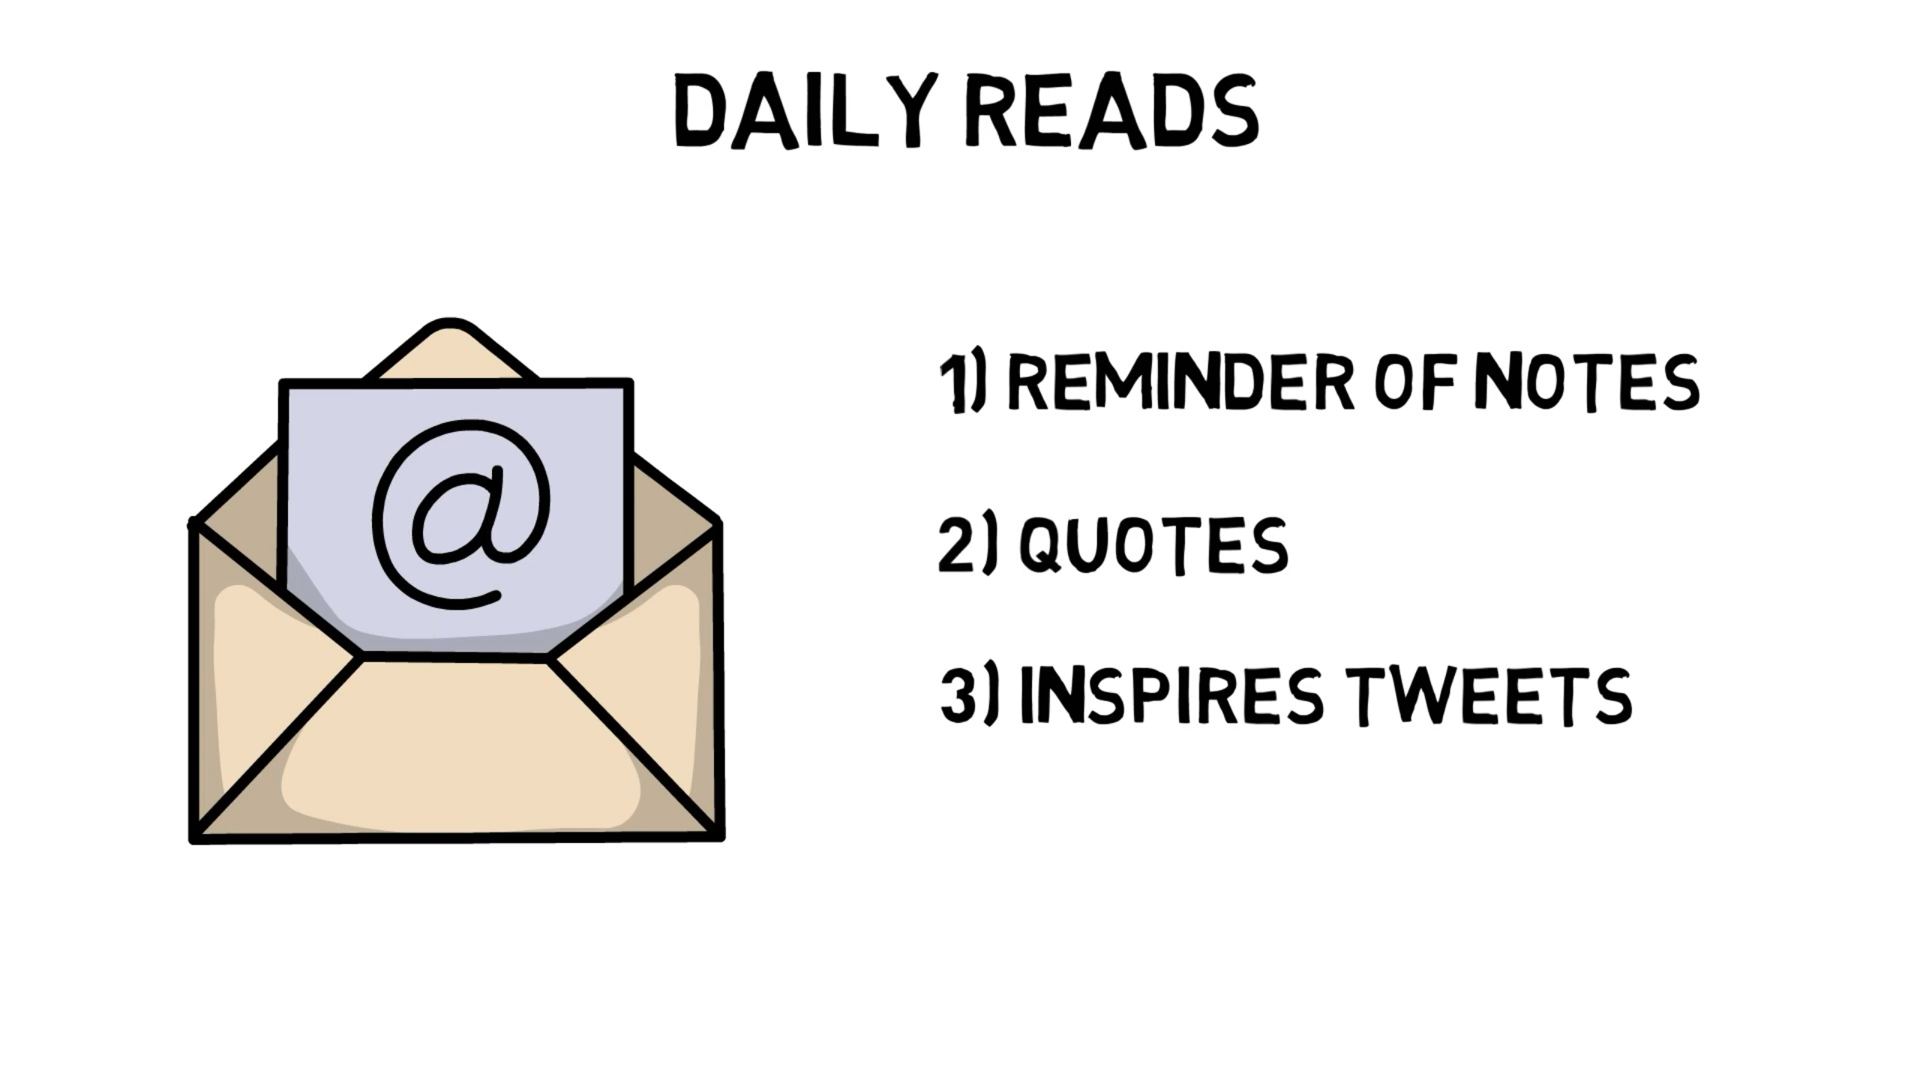 DAILY READS
@
1) REMINDER OF NOTES
2) QUOTES
3) INSPIRES TWEETS